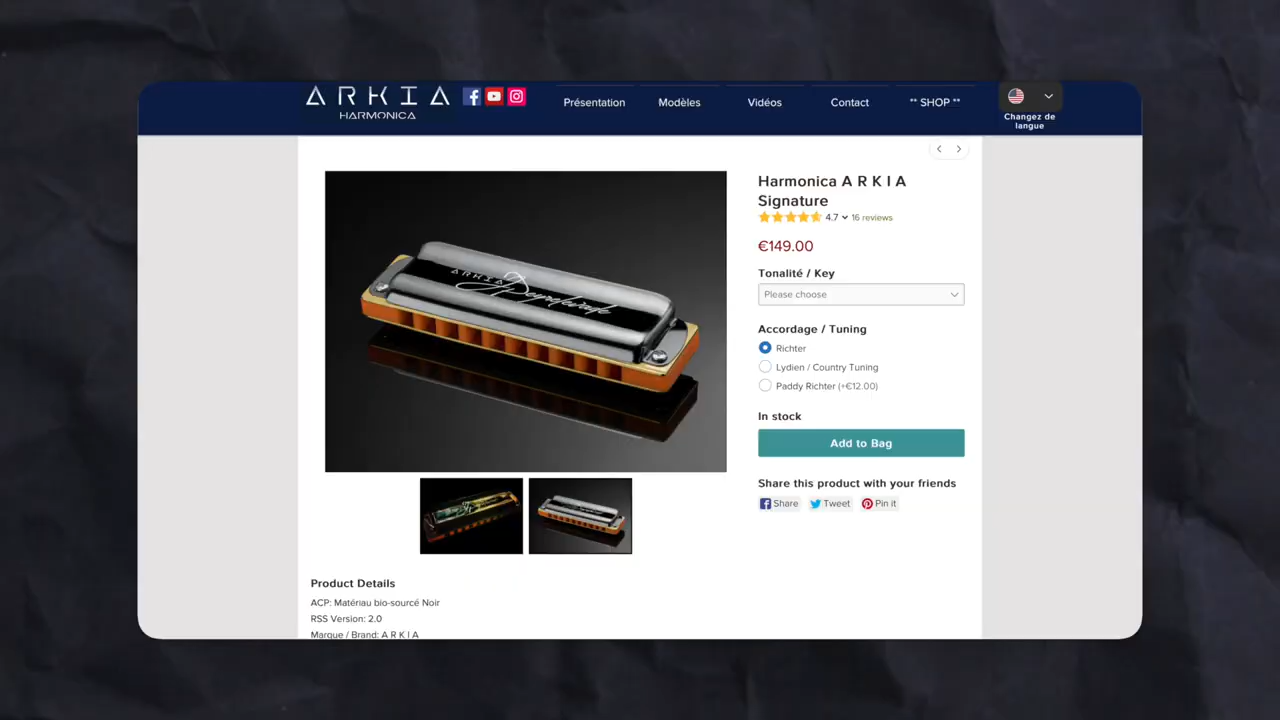 ARKIA
HARMONICA
Présentation
Modèles
Vidéos
Contact
** SHOP **
Changez de
langue
Harmonica A R K I A
Signature
4.7
16 reviews
€149.00
Tonalité / Key
Please choose
Accordage / Tuning
Richter
Lydien / Country Tuning
Paddy Richter (+€12.00)
In stock
Add to Bag
Share this product with your friends
Share
Tweet
Pin it
ARKIA
Product Details
ACP: Matériau bio-sourcé Noir
RSS Version: 2.0
Marque / Brand: A R K I A